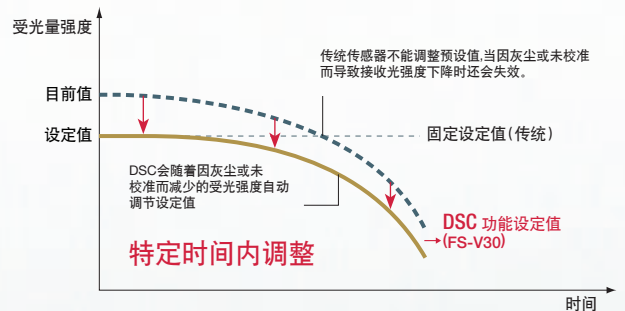 受光量强度
传统传感器不能调整预设值,当因灰尘或未校准
而导致接收光强度下降时还会失效。
目前值
设定值
固定设定值(传统)
DSC会随着因灰尘或未
校准而减少的受光强度自动
调节设定值
DSC 功能设定值
(FS-V30)
特定时间内调整
时间